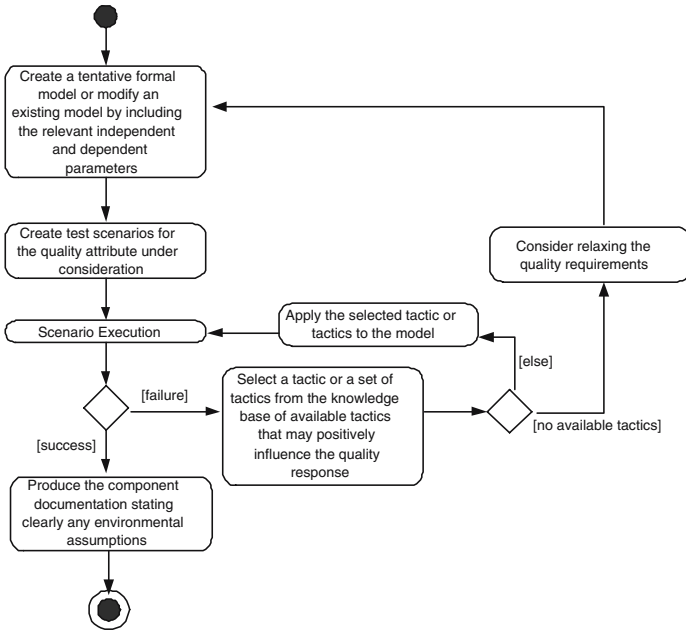 Create a tentative formal
model or modify an
existing model by including
the relevant independent
and dependent
parameters
Create test scenarios for
the quality attribute under
consideration
Consider relaxing the
quality requirements
Scenario Execution
Apply the selected tactic or
tactics to the model
[else]
[failure]
Select a tactic or a set of
tactics from the knowledge
base of available tactics
that may positively
influence the quality
response
[no available tactics]
[success]
Produce the component
documentation stating
clearly any environmental
assumptions